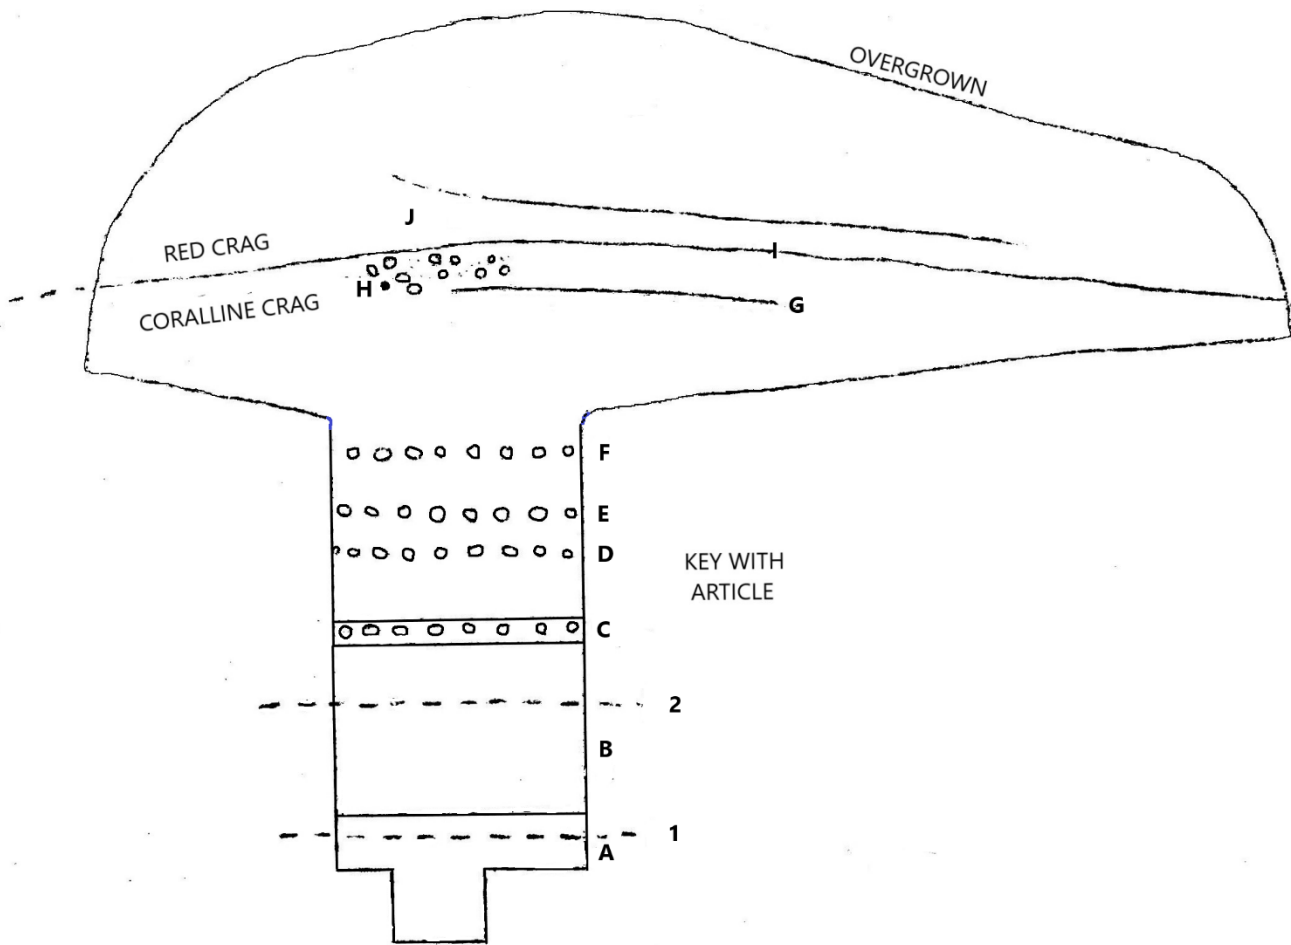 OVERGROWN
J
RED CRAG
I
H
G
CORALLINE CRAG
F
E
D
KEY WITH
ARTICLE
C
2
B
1
A